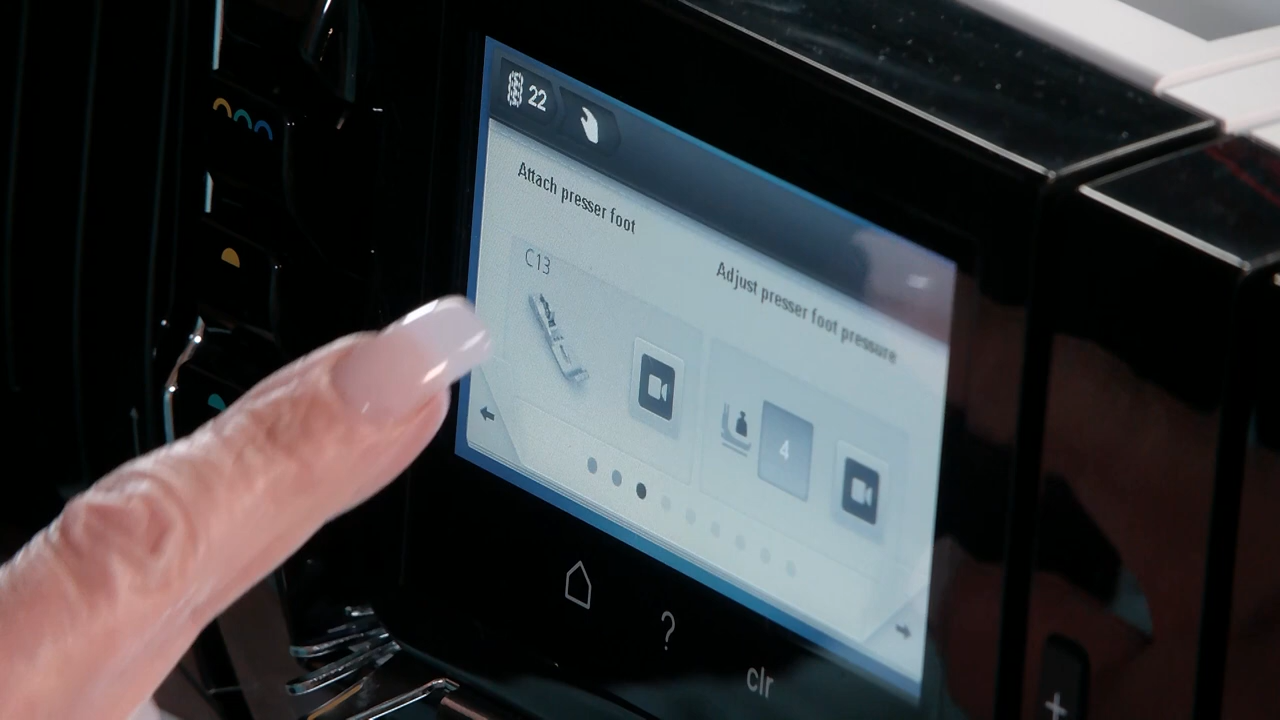 22
Attach presser foot
Adjust presser foot pressure
C13
4
?
clr
+